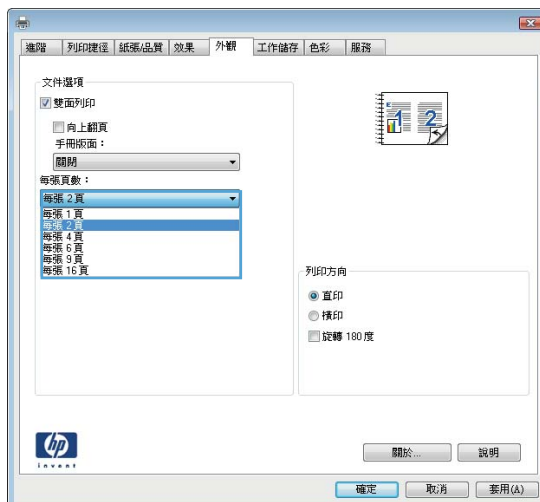 進階 列印捷徑 紙張/品質 效果 外觀 工作儲存 色彩 服務
文件選項
雙面列印
向上翻頁
手冊版面：
關閉
每張頁數：
每張 2 頁
每張 1 頁
每張 2 頁
每張 4 頁
每張 6 頁
每張 9 頁
每張 16 頁
1 2
列印方向
直印
橫印
旋轉 180 度
hp
invent
關於... 說明
確定 取消 套用(A)